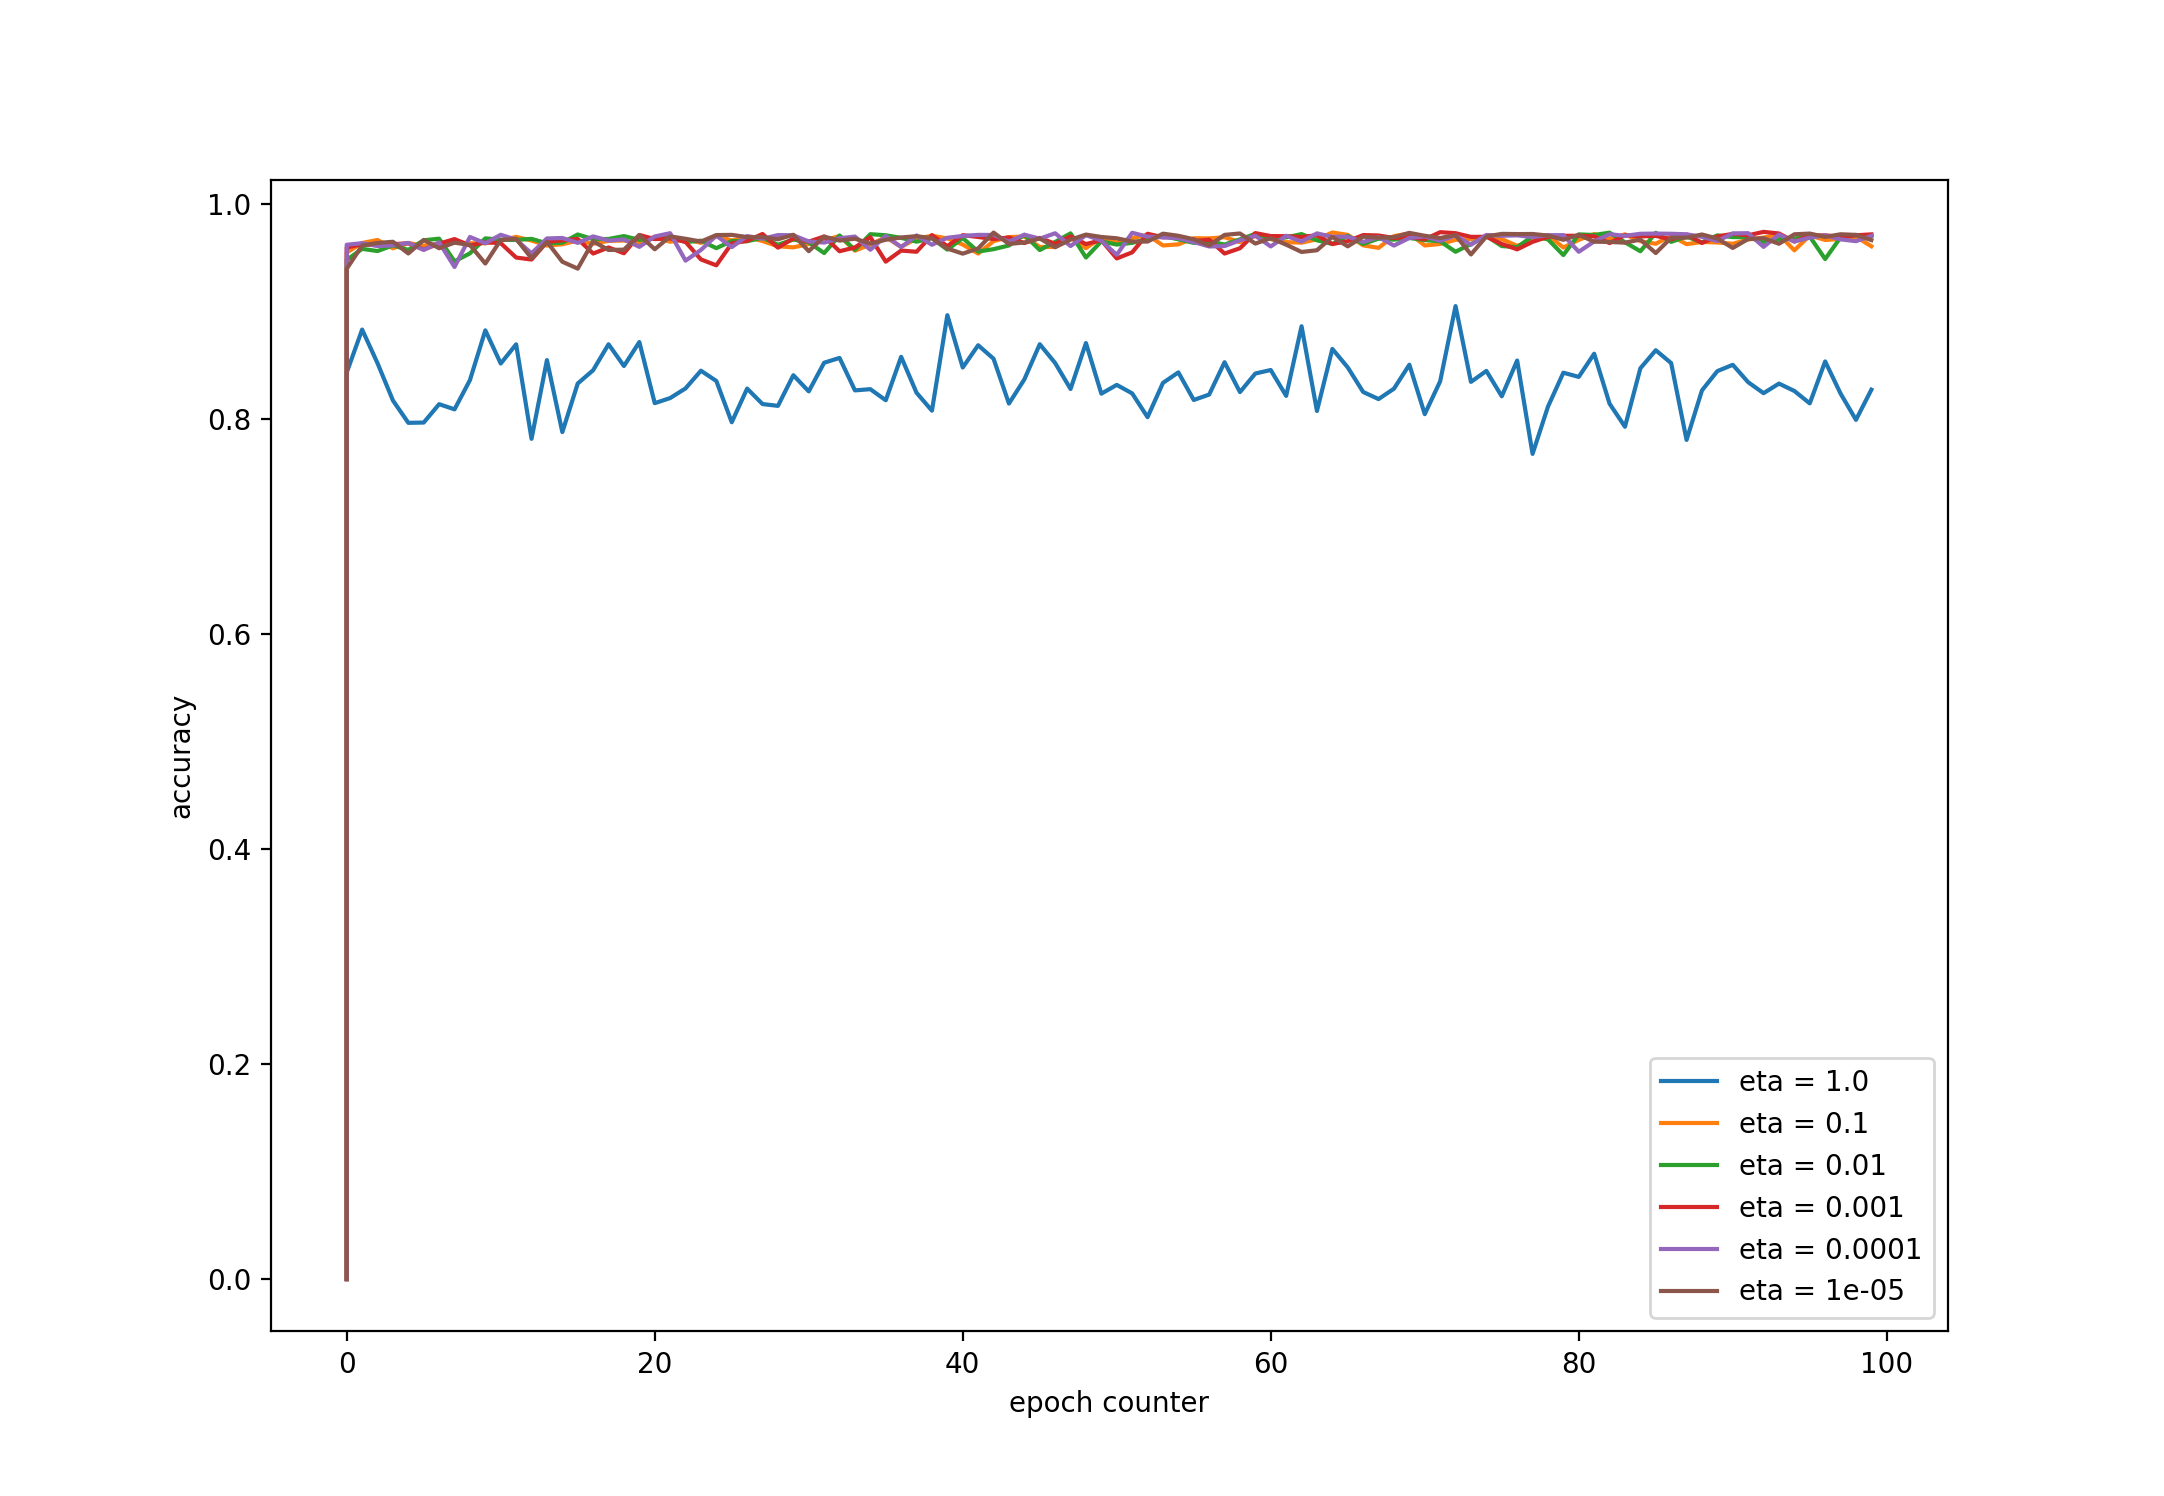 1.0
0.8
0.6
0.4
0.2
0.0
accuracy
0 20 40 60 80 100
epoch counter
eta = 1.0
eta = 0.1
eta = 0.01
eta = 0.001
eta = 0.0001
eta = 1e-05